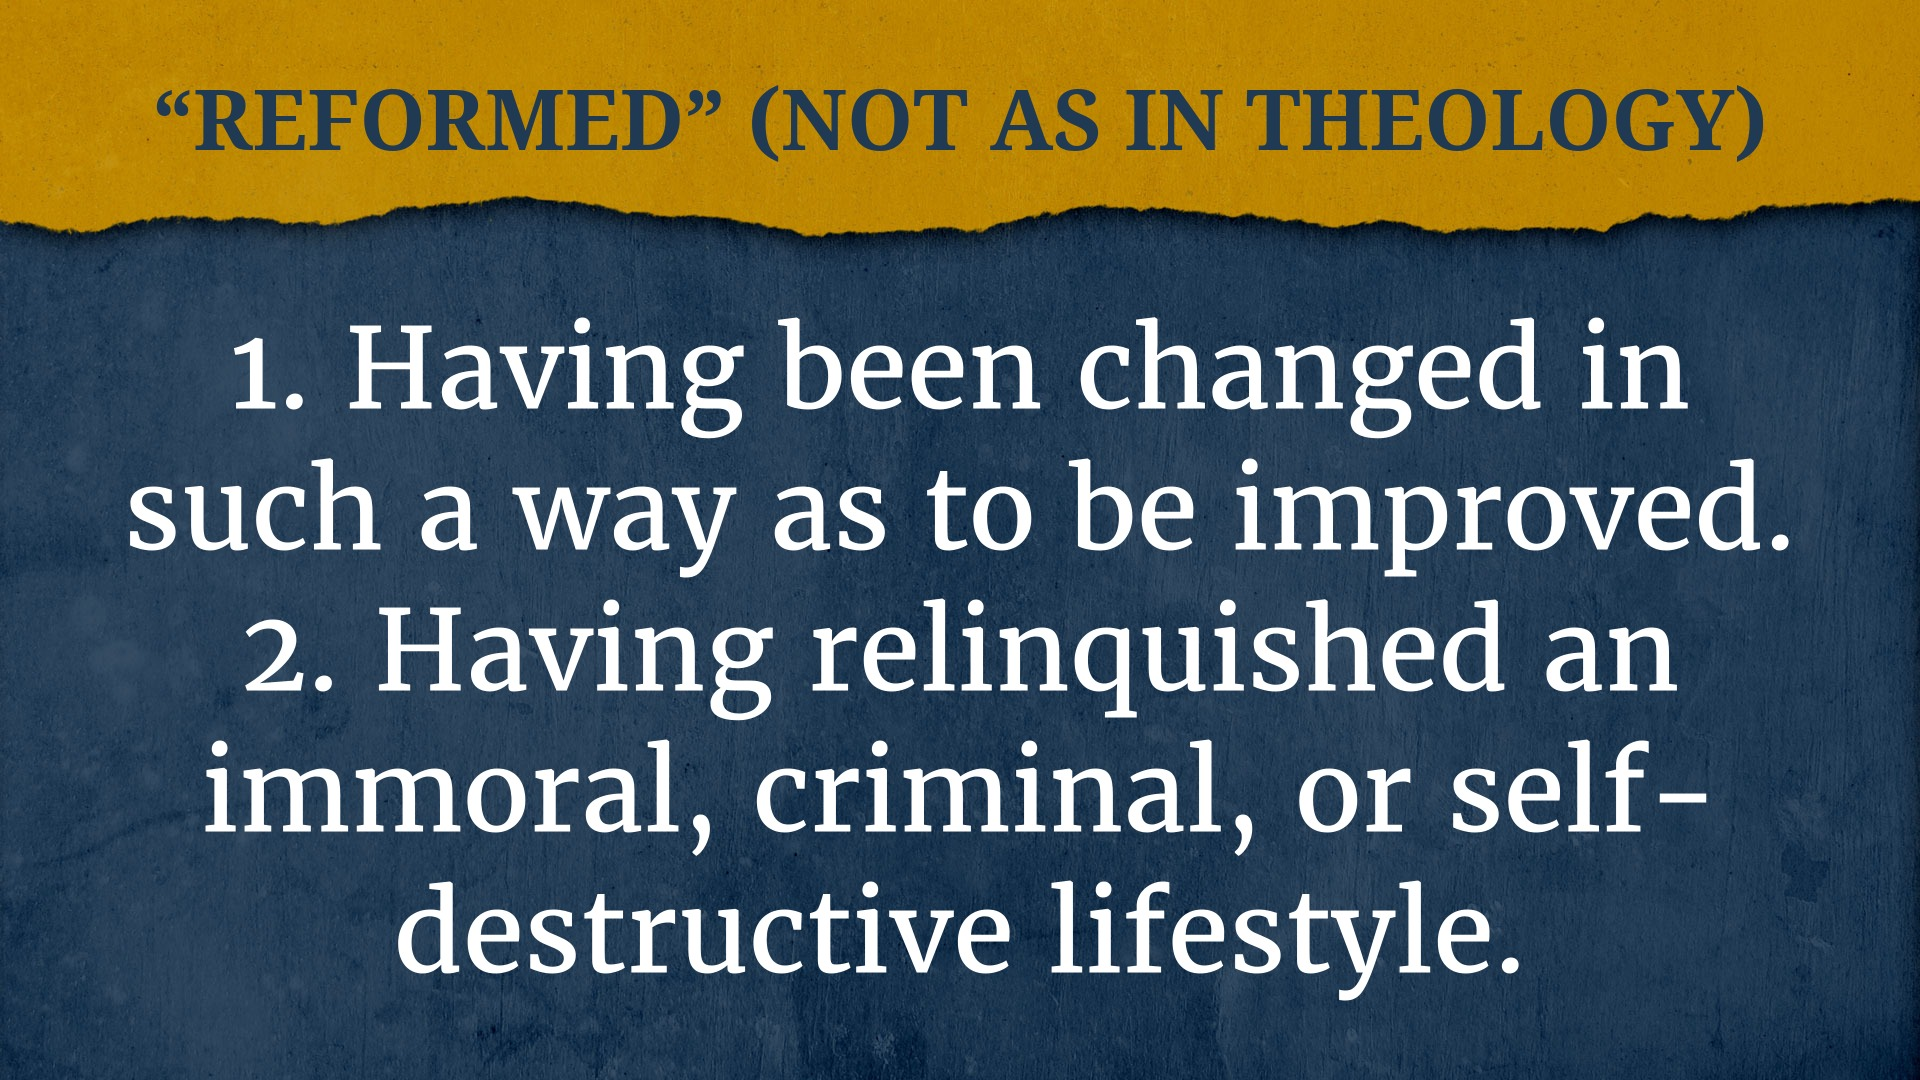 “REFORMED” (NOT AS IN THEOLOGY)
1. Having been changed in
such a way as to be improved.
2. Having relinquished an
immoral, criminal, or self-
destructive lifestyle.